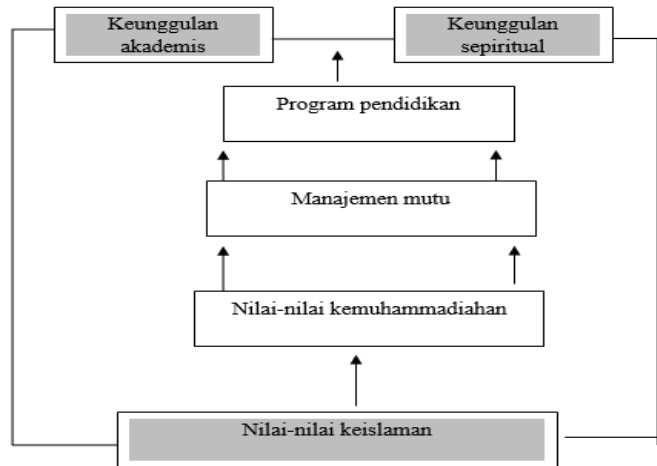 Keunggulan
akademis
Keunggulan
sepiritual
Program pendidikan
Manajemen mutu
Nilai-nilai kemuhammadiahan
Nilai-nilai keislaman